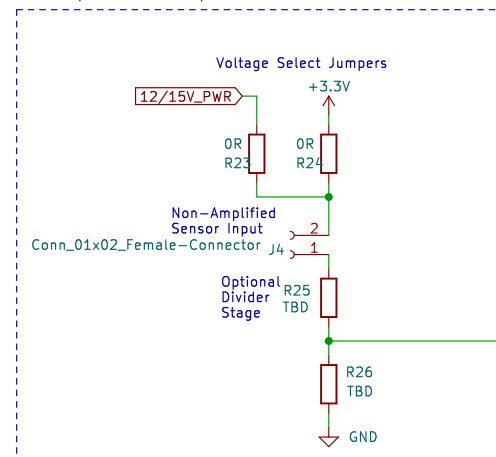 Voltage Select Jumpers
+3.3V
12/15V_PWR
0R
R23
0R
R24
Non-Amplified
Sensor Input
2
Conn_01x02_Female-Connector
J4
1
Optional
Divider
Stage
R25
TBD
R26
TBD
GND